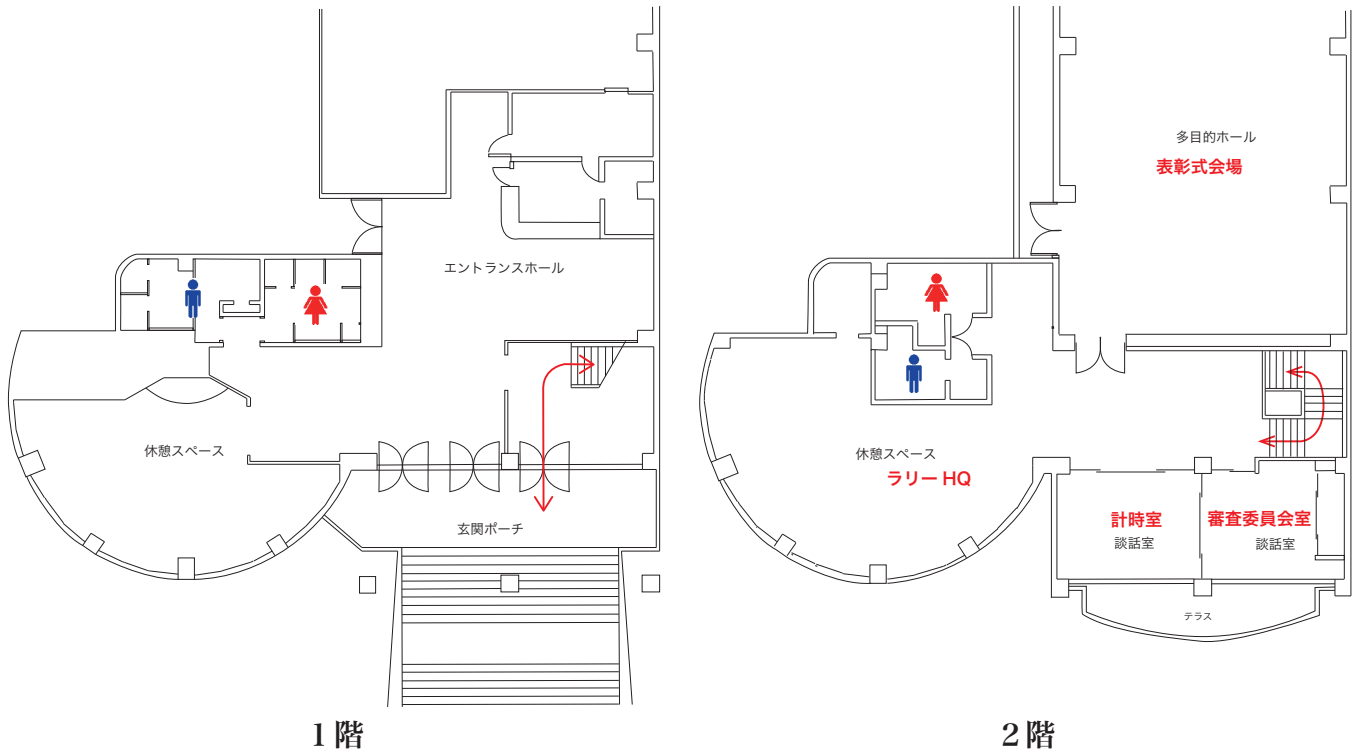 エントランスホール
休憩スペース
玄関ポーチ
1階
多目的ホール
表彰式会場
休憩スペース
ラリー HQ
計時室
談話室
審査委員会室
談話室
テラス
2階